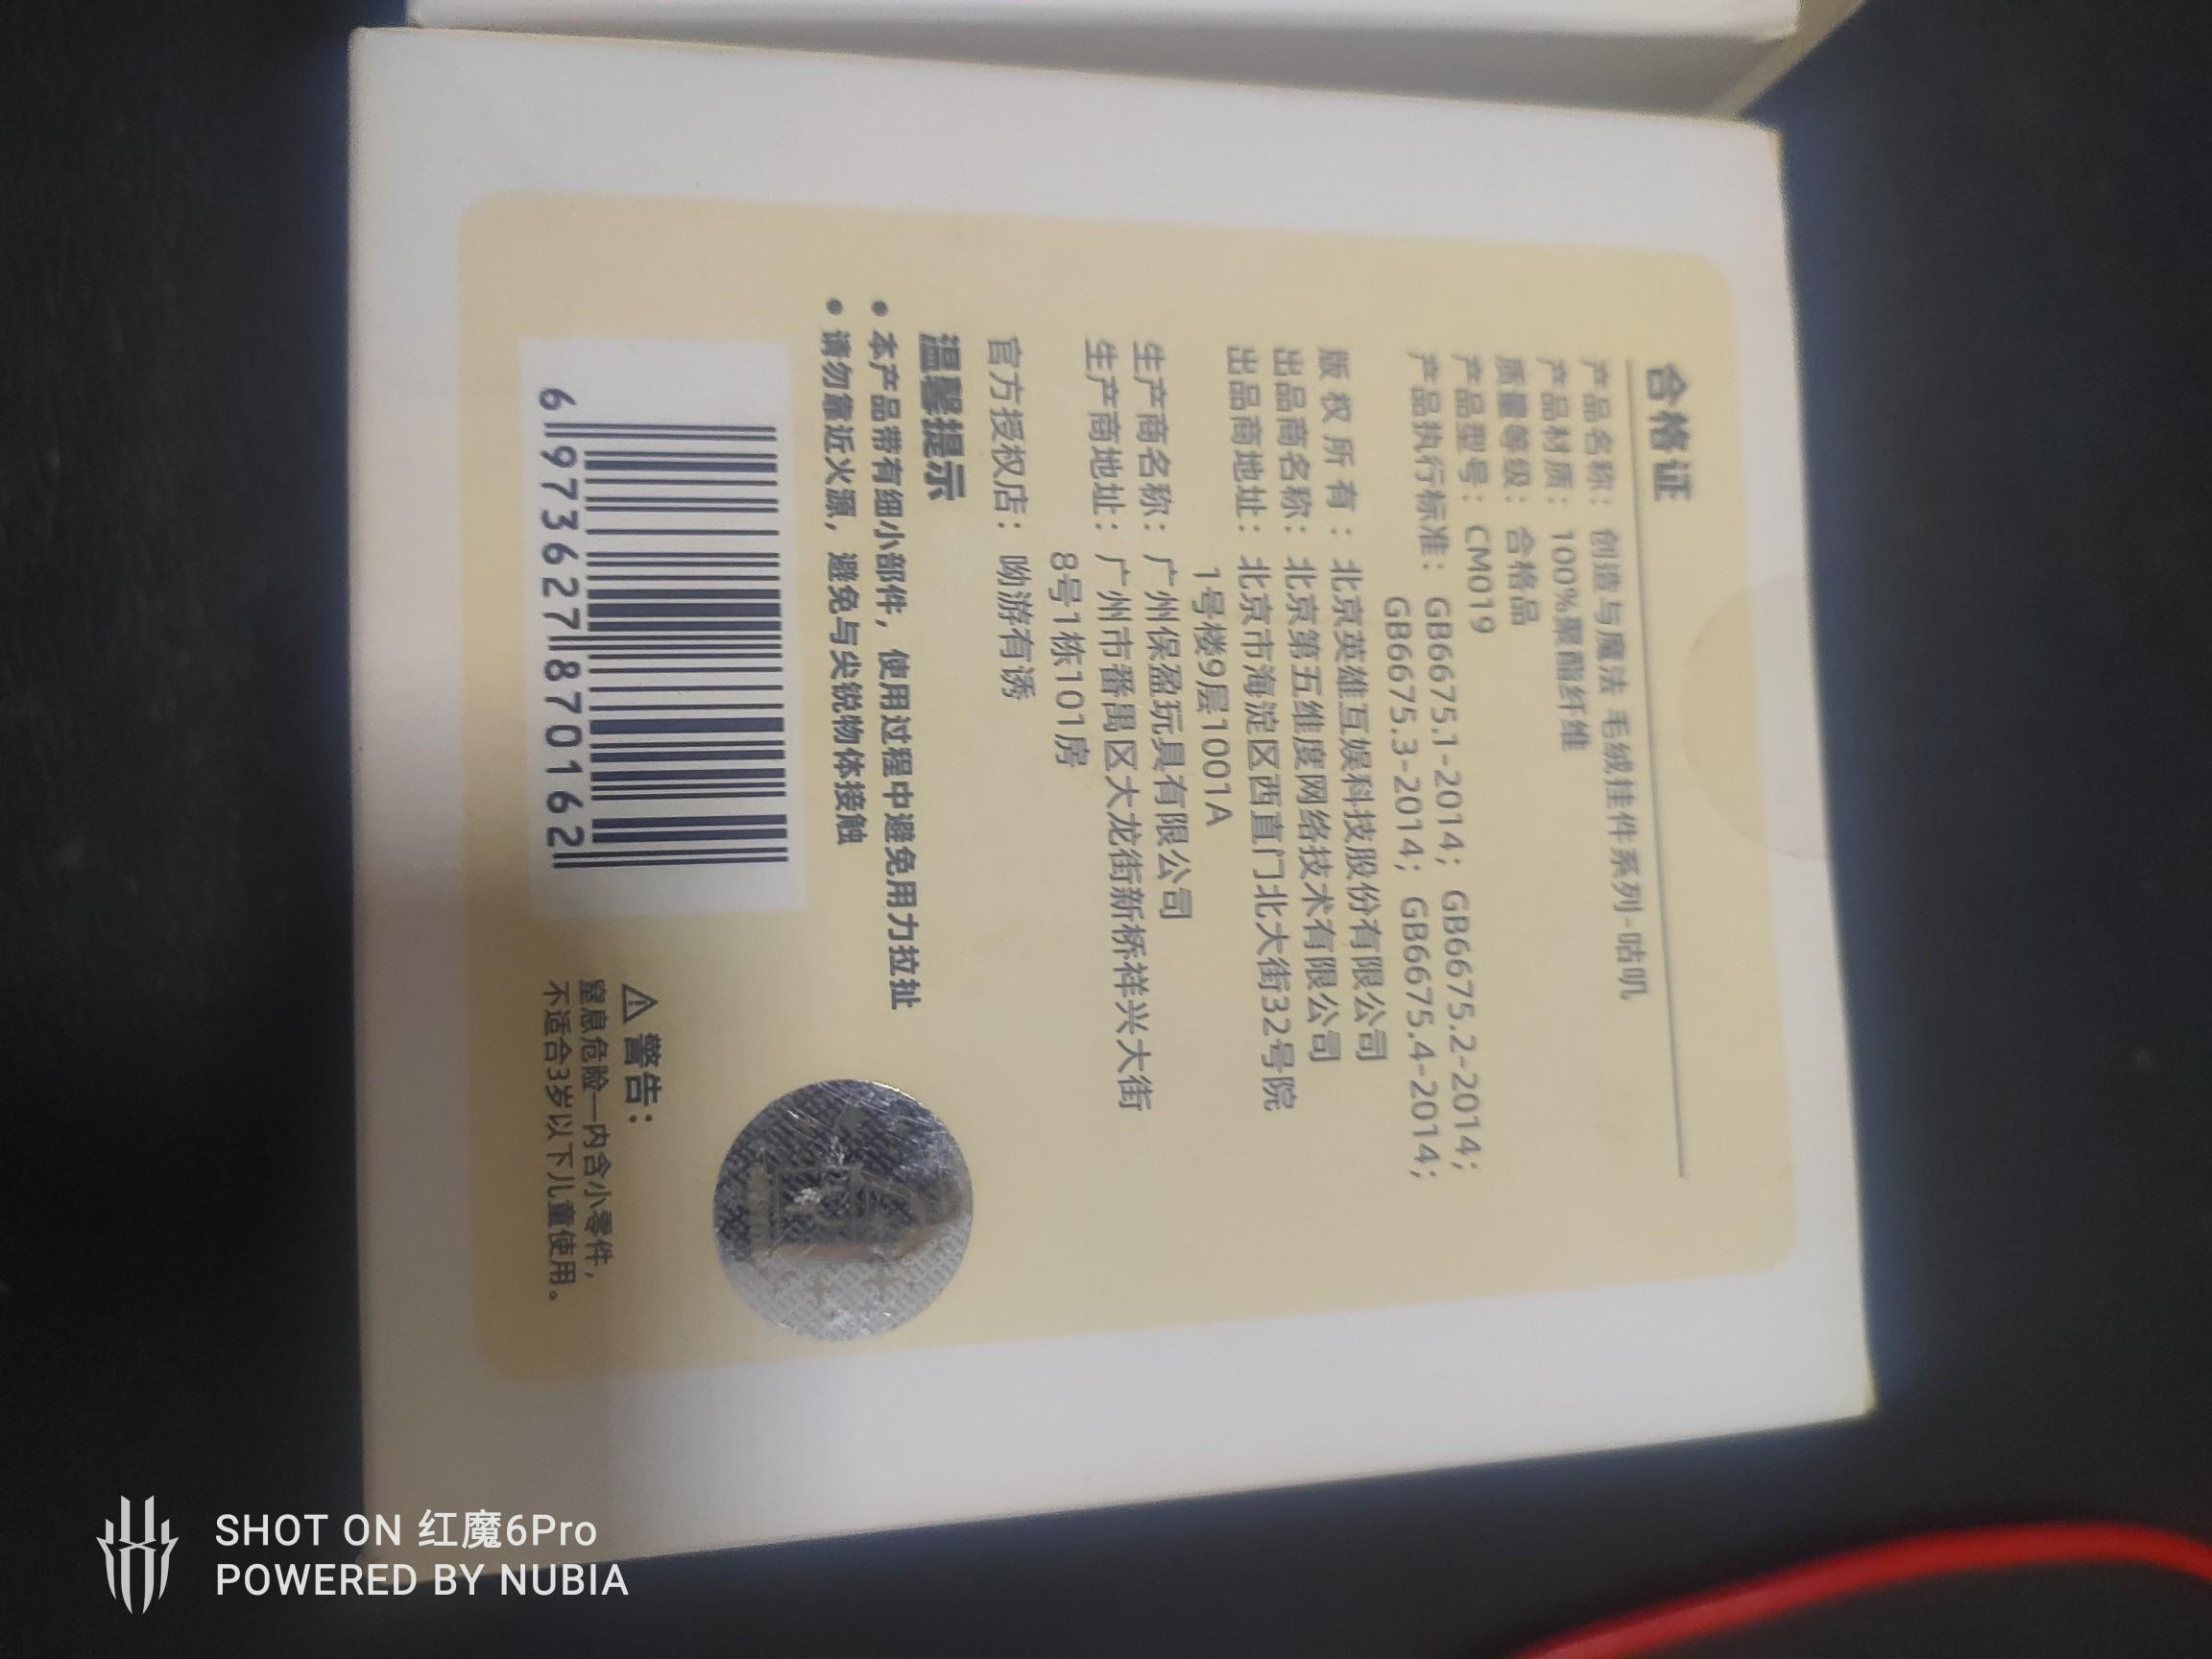 合格证
产品名称：创造与魔法 毛绒挂件系列-咕叽
产品材质：100%聚酯纤维
质量等级：合格品
产品型号：CM019
产品执行标准：GB6675.1-2014；GB6675.2-2014；
GB6675.3-2014；GB6675.4-2014；
版权所有：北京英雄互娱科技股份有限公司
出品商名称：北京第五维度网络技术有限公司
出品商地址：北京市海淀区西直门北大街32号院
1号楼9层1001A
生产商名称：广州保盈玩具有限公司
生产商地址：广州市番禺区大龙街新桥祥兴大街
8号1栋101房
官方授权店：呦游有诱
温馨提示
• 本产品带有细小部件，使用过程中避免用力拉扯
• 请勿靠近火源，避免与尖锐物体接触
6 973627 870162
⚠ 警告：
窒息危险—内含小零件，
不适合3岁以下儿童使用。
SHOT ON 红魔6Pro
POWERED BY NUBIA